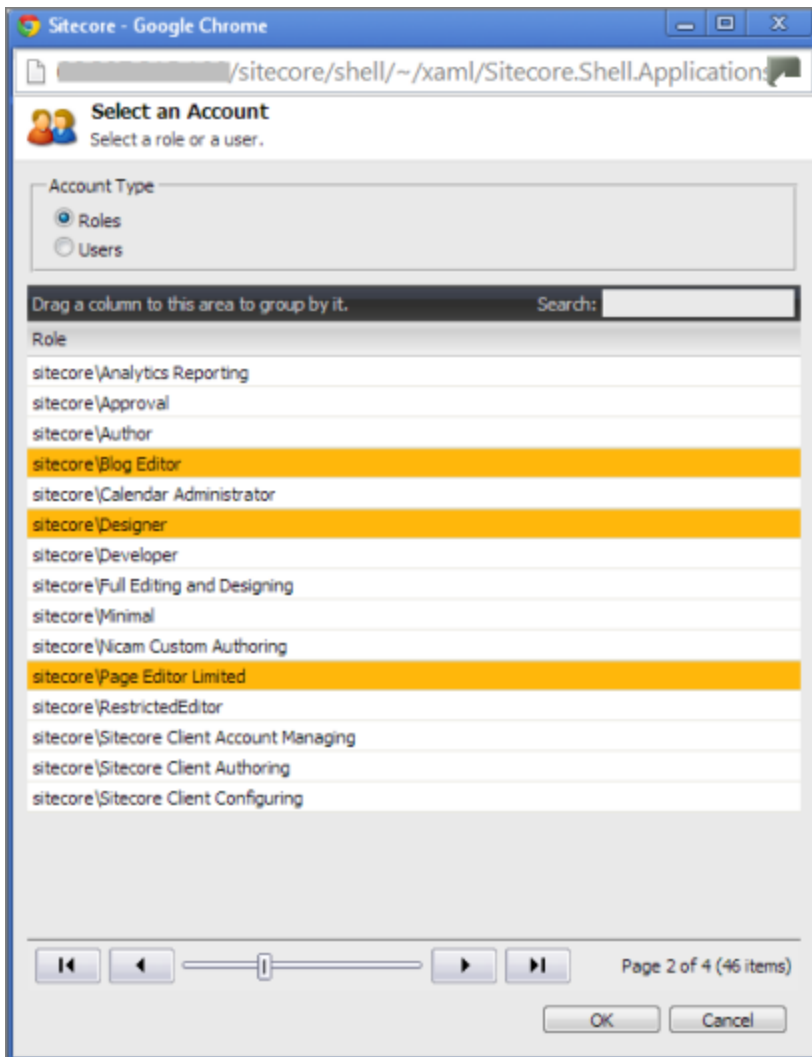 Sitecore - Google Chrome
/sitecore/shell/~/xaml/Sitecore.Shell.Applications
Select an Account
Select a role or a user.
Account Type
Roles
Users
Drag a column to this area to group by it. Search:
Role
sitecore\Analytics Reporting
sitecore\Approval
sitecore\Author
sitecore\Blog Editor
sitecore\Calendar Administrator
sitecore\Designer
sitecore\Developer
sitecore\Full Editing and Designing
sitecore\Minimal
sitecore\Nicam Custom Authoring
sitecore\Page Editor Limited
sitecore\RestrictedEditor
sitecore\Sitecore Client Account Managing
sitecore\Sitecore Client Authoring
sitecore\Sitecore Client Configuring
Page 2 of 4 (46 items)
OK Cancel